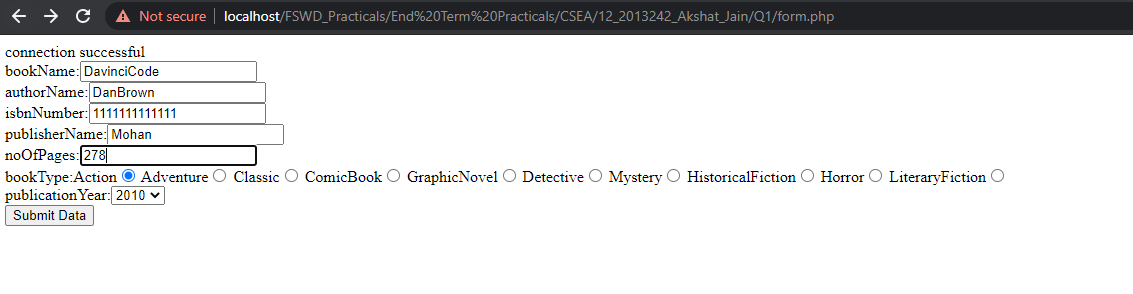 Not secure | localhost/FSWD_Practicals/End%20Term%20Practicals/CSEA/12_2013242_Akshat_Jain/Q1/form.php
connection successful
bookName: DavinciCode
authorName: DanBrown
isbnNumber: 1111111111111
publisherName: Mohan
noOfPages: 278
bookType:Action Adventure Classic ComicBook GraphicNovel Detective Mystery HistoricalFiction Horror LiteraryFiction
publicationYear: 2010
Submit Data